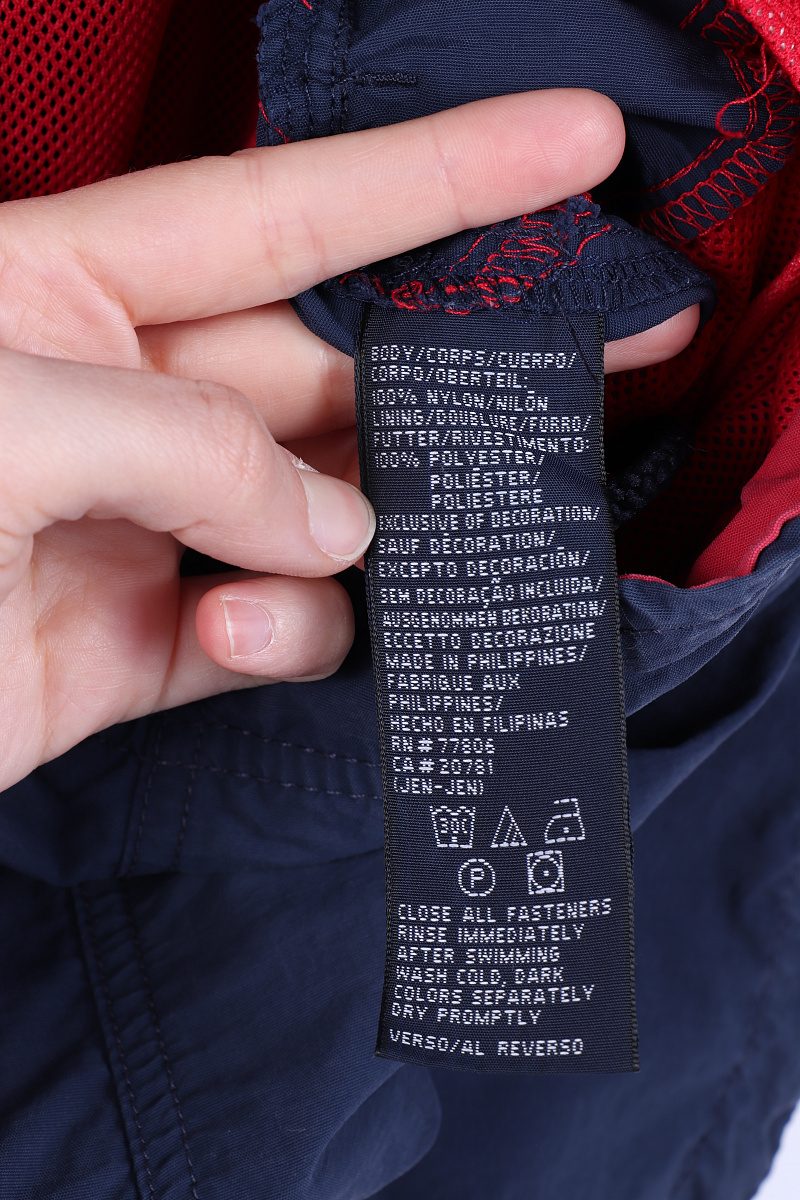 BODY/CORPS/CUERPO/
CORPO/OBERTEIL:
100% NYLON/NILÓN
LINING/DOUBLURE/FORRO/
FUTTER/RIVESTIMENTO:
100% POLYESTER/
POLIÉSTER/
POLIESTERE
EXCLUSIVE OF DECORATION/
SAUF DÉCORATION/
EXCEPTO DECORACIÓN/
SEM DECORAÇÃO INCLUIDA/
AUSGENOMMEN DEKORATION/
ECCETTO DECORAZIONE
MADE IN PHILIPPINES/
FABRIQUE AUX
PHILIPPINES/
HECHO EN FILIPINAS
RN#77806
CA#20781
(JEN-JEN)
30C
P
CLOSE ALL FASTENERS
RINSE IMMEDIATELY
AFTER SWIMMING
WASH COLD, DARK
COLORS SEPARATELY
DRY PROMPTLY
VERSO/AL REVERSO